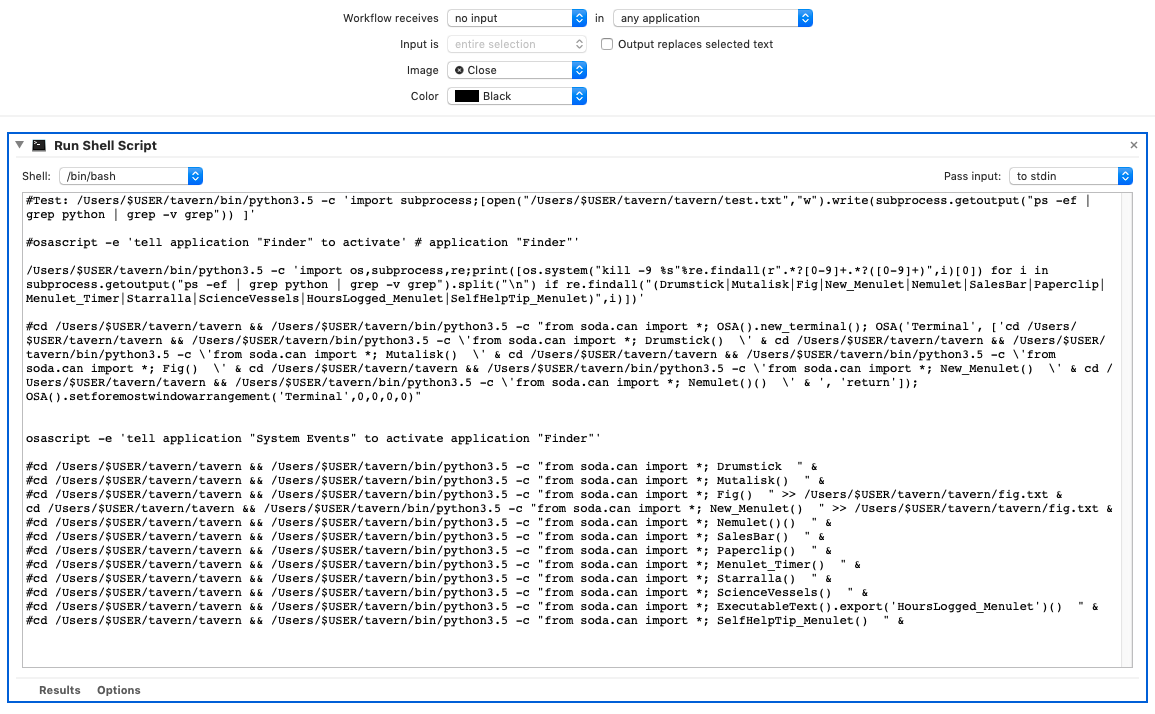 Workflow receives no input in any application
Input is entire selection Output replaces selected text
Image Close
Color Black
Run Shell Script
Shell: /bin/bash Pass input: to stdin
#Test: /Users/$USER/tavern/bin/python3.5 -c 'import subprocess;[open("/Users/$USER/tavern/tavern/test.txt","w").write(subprocess.getoutput("ps -ef |
grep python | grep -v grep")) ]'
#osascript -e 'tell application "Finder" to activate' # application "Finder"'
/Users/$USER/tavern/bin/python3.5 -c 'import os,subprocess,re;print([os.system("kill -9 %s"%re.findall(r".*?[0-9]+.*?([0-9]+)",i)[0]) for i in
subprocess.getoutput("ps -ef | grep python | grep -v grep").split("\n") if re.findall("(Drumstick|Mutalisk|Fig|New_Menulet|Nemulet|SalesBar|Paperclip|
Menulet_Timer|Starralla|ScienceVessels|HoursLogged_Menulet|SelfHelpTip_Menulet)",i)])'
#cd /Users/$USER/tavern/tavern && /Users/$USER/tavern/bin/python3.5 -c "from soda.can import *; OSA().new_terminal(); OSA('Terminal', ['cd /Users/
$USER/tavern/tavern && /Users/$USER/tavern/bin/python3.5 -c \'from soda.can import *; Drumstick()  \' & cd /Users/$USER/tavern/tavern && /Users/$USER/
tavern/bin/python3.5 -c \'from soda.can import *; Mutalisk()  \' & cd /Users/$USER/tavern/tavern && /Users/$USER/tavern/bin/python3.5 -c \'from
soda.can import *; Fig()  \' & cd /Users/$USER/tavern/tavern && /Users/$USER/tavern/bin/python3.5 -c \'from soda.can import *; New_Menulet()  \' & cd /
Users/$USER/tavern/tavern && /Users/$USER/tavern/bin/python3.5 -c \'from soda.can import *; Nemulet()()  \' & ', 'return']);
OSA().setforemostwindowarrangement('Terminal',0,0,0,0)"
osascript -e 'tell application "System Events" to activate application "Finder"'
#cd /Users/$USER/tavern/tavern && /Users/$USER/tavern/bin/python3.5 -c "from soda.can import *; Drumstick  " &
#cd /Users/$USER/tavern/tavern && /Users/$USER/tavern/bin/python3.5 -c "from soda.can import *; Mutalisk()  " &
#cd /Users/$USER/tavern/tavern && /Users/$USER/tavern/bin/python3.5 -c "from soda.can import *; Fig()  " >> /Users/$USER/tavern/tavern/fig.txt &
cd /Users/$USER/tavern/tavern && /Users/$USER/tavern/bin/python3.5 -c "from soda.can import *; New_Menulet()  " >> /Users/$USER/tavern/tavern/fig.txt &
#cd /Users/$USER/tavern/tavern && /Users/$USER/tavern/bin/python3.5 -c "from soda.can import *; Nemulet()()  " &
#cd /Users/$USER/tavern/tavern && /Users/$USER/tavern/bin/python3.5 -c "from soda.can import *; SalesBar()  " &
#cd /Users/$USER/tavern/tavern && /Users/$USER/tavern/bin/python3.5 -c "from soda.can import *; Paperclip()  " &
#cd /Users/$USER/tavern/tavern && /Users/$USER/tavern/bin/python3.5 -c "from soda.can import *; Menulet_Timer()  " &
#cd /Users/$USER/tavern/tavern && /Users/$USER/tavern/bin/python3.5 -c "from soda.can import *; Starralla()  " &
#cd /Users/$USER/tavern/tavern && /Users/$USER/tavern/bin/python3.5 -c "from soda.can import *; ScienceVessels()  " &
#cd /Users/$USER/tavern/tavern && /Users/$USER/tavern/bin/python3.5 -c "from soda.can import *; ExecutableText().export('HoursLogged_Menulet')()  " &
#cd /Users/$USER/tavern/tavern && /Users/$USER/tavern/bin/python3.5 -c "from soda.can import *; SelfHelpTip_Menulet()  " &
Results Options